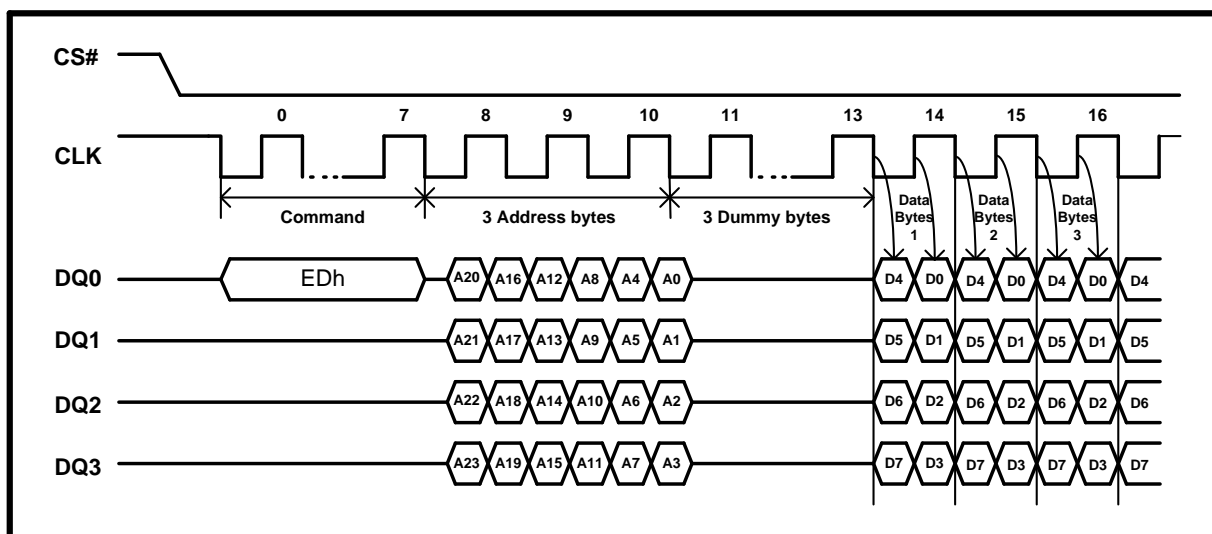 CS#
0 7 8 9 10 11 13 14 15 16
CLK
Command 3 Address bytes 3 Dummy bytes
Data Bytes 1
Data Bytes 2
Data Bytes 3
DQ0 EDh A20 A16 A12 A8 A4 A0 D4 D0 D4 D0 D4 D0 D4
DQ1 A21 A17 A13 A9 A5 A1 D5 D1 D5 D1 D5 D1 D5
DQ2 A22 A18 A14 A10 A6 A2 D6 D2 D6 D2 D6 D2 D6
DQ3 A23 A19 A15 A11 A7 A3 D7 D3 D7 D3 D7 D3 D7